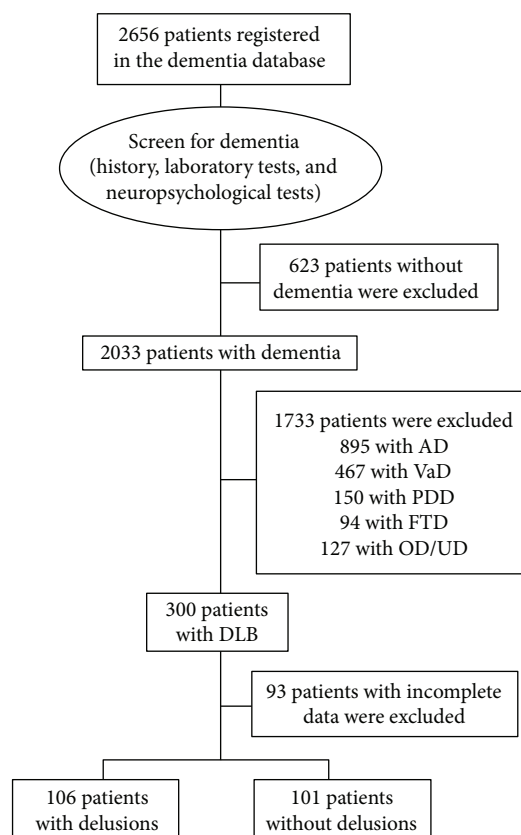 2656 patients registered
in the dementia database
Screen for dementia
(history, laboratory tests, and
neuropsychological tests)
623 patients without
dementia were excluded
2033 patients with dementia
1733 patients were excluded
895 with AD
467 with VaD
150 with PDD
94 with FTD
127 with OD/UD
300 patients
with DLB
93 patients with incomplete
data were excluded
106 patients
with delusions
101 patients
without delusions